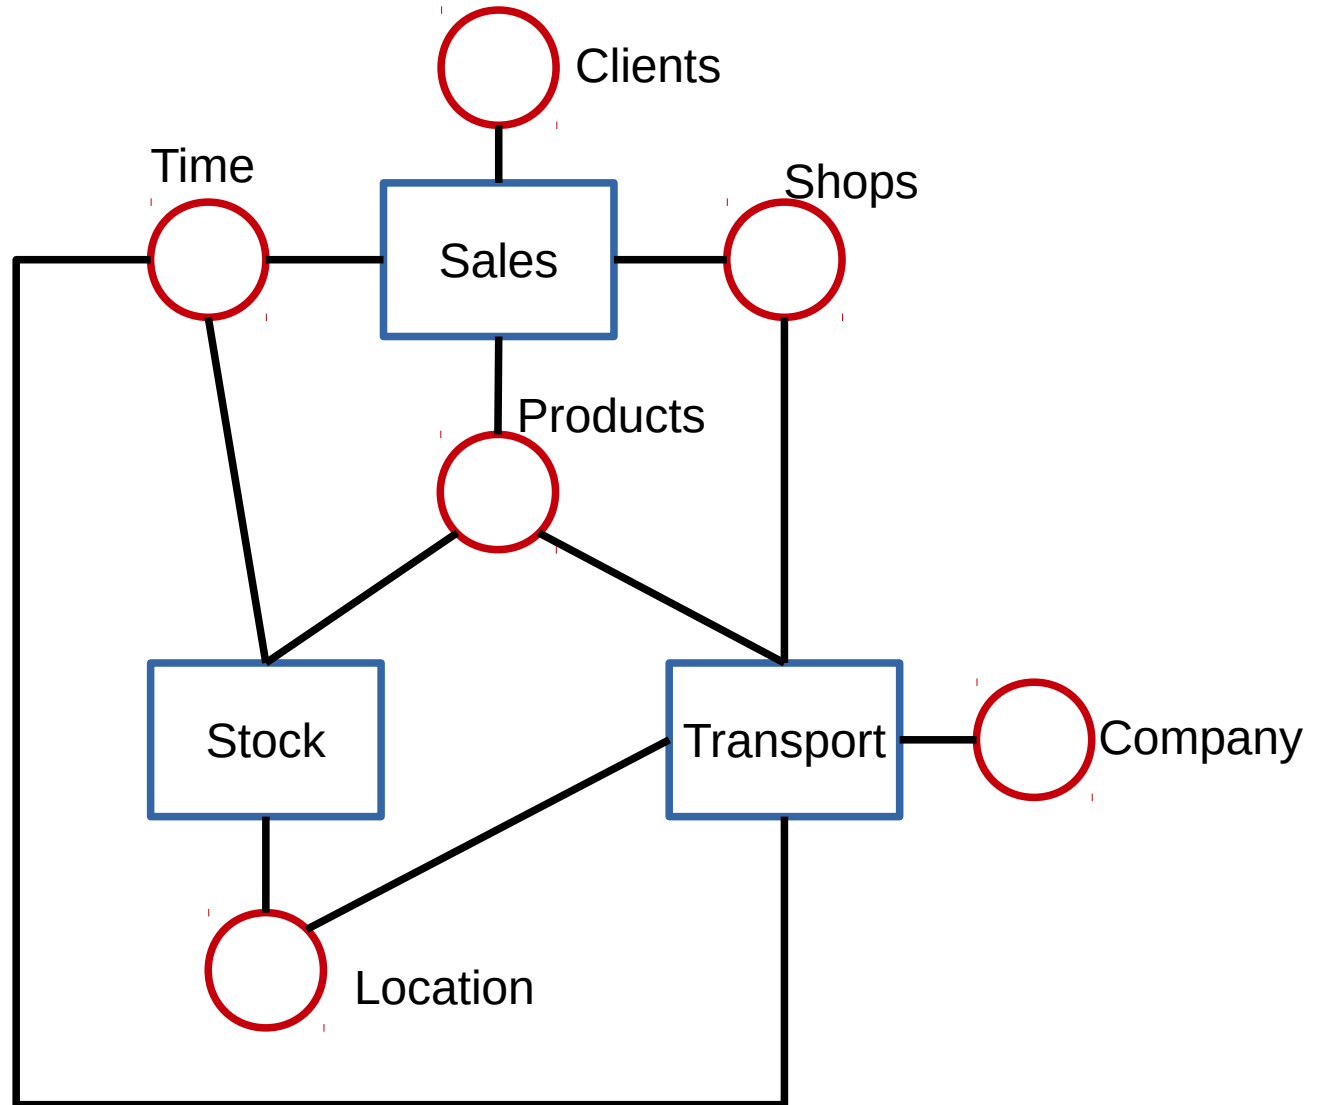 Clients
Time
Shops
Sales
Products
Stock
Transport
Company
Location